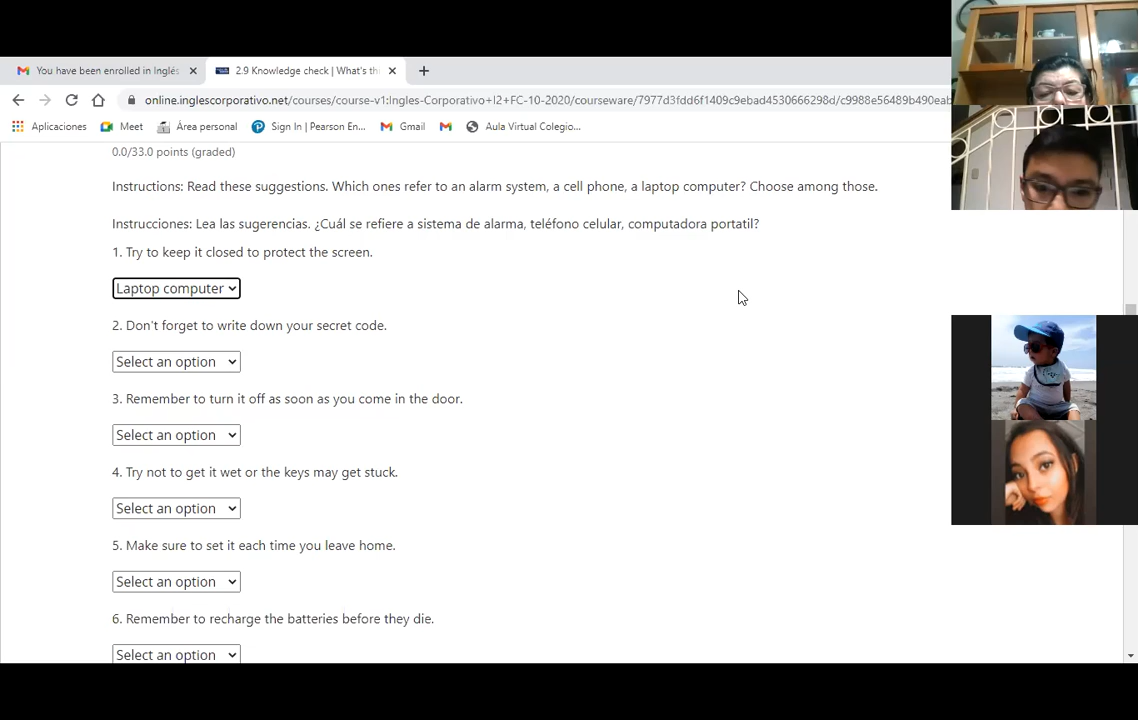 You have been enrolled in Inglés
2.9 Knowledge check | What's thi
online.inglescorporativo.net/courses/course-v1:Ingles-Corporativo+I2+FC-10-2020/courseware/7977d3fdd6f1409c9ebad4530666298d/c9988e56489b490eab
Aplicaciones Meet Área personal Sign In | Pearson En... Gmail Aula Virtual Colegio...
0.0/33.0 points (graded)
Instructions: Read these suggestions. Which ones refer to an alarm system, a cell phone, a laptop computer? Choose among those.
Instrucciones: Lea las sugerencias. ¿Cuál se refiere a sistema de alarma, teléfono celular, computadora portatil?
1. Try to keep it closed to protect the screen.
Laptop computer
2. Don't forget to write down your secret code.
Select an option
3. Remember to turn it off as soon as you come in the door.
Select an option
4. Try not to get it wet or the keys may get stuck.
Select an option
5. Make sure to set it each time you leave home.
Select an option
6. Remember to recharge the batteries before they die.
Select an option